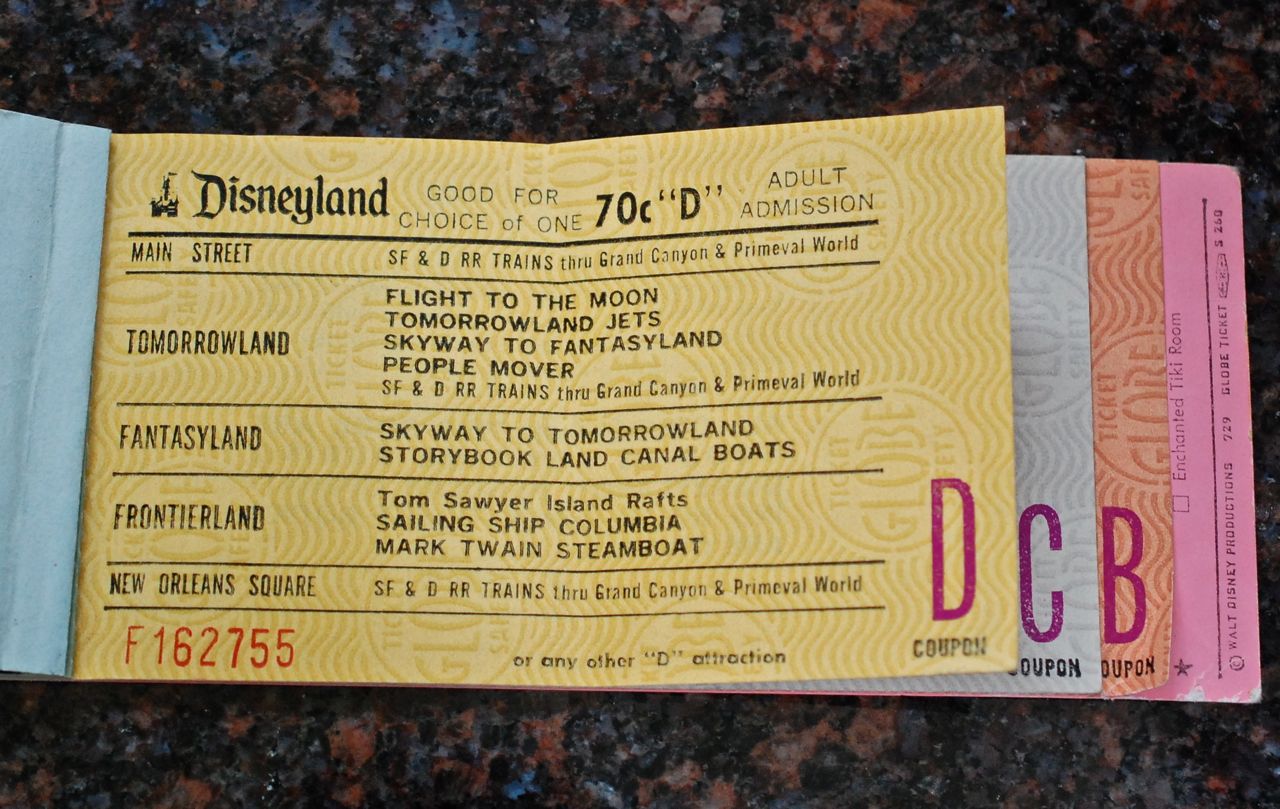 Disneyland GOOD FOR CHOICE of ONE 70c "D" ADULT ADMISSION
MAIN STREET SF & D RR TRAINS thru Grand Canyon & Primeval World
TOMORROWLAND
FLIGHT TO THE MOON
TOMORROWLAND JETS
SKYWAY TO FANTASYLAND
PEOPLE MOVER
SF & D RR TRAINS thru Grand Canyon & Primeval World
FANTASYLAND
SKYWAY TO TOMORROWLAND
STORYBOOK LAND CANAL BOATS
FRONTIERLAND
Tom Sawyer Island Rafts
SAILING SHIP COLUMBIA
MARK TWAIN STEAMBOAT
NEW ORLEANS SQUARE SF & D RR TRAINS thru Grand Canyon & Primeval World
F162755
or any other "D" attraction
D
COUPON
C
COUPON
B
OUPON
Enchanted Tiki Room
© WALT DISNEY PRODUCTIONS 729 GLOBE TICKET S 260
TICKET
GLOBE